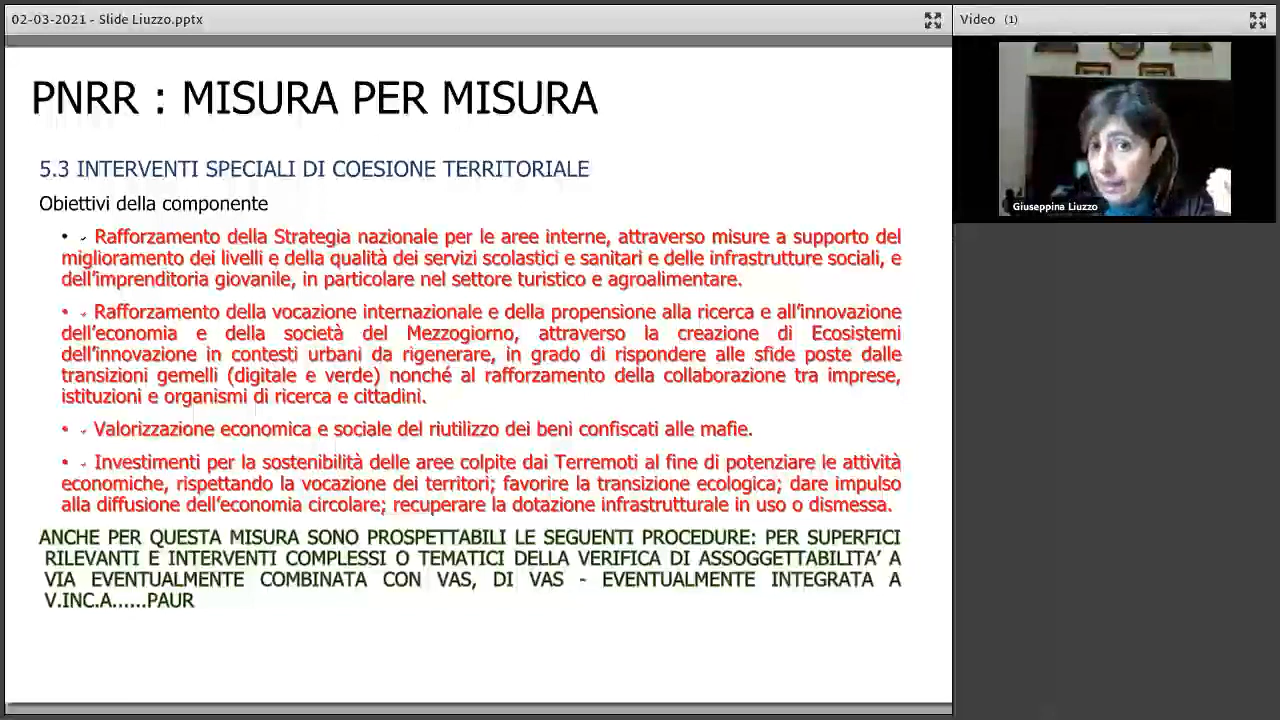 02-03-2021 - Slide Liuzzo.pptx
Video (1)
Giuseppina Liuzzo
PNRR : MISURA PER MISURA
5.3 INTERVENTI SPECIALI DI COESIONE TERRITORIALE
Obiettivi della componente
• - Rafforzamento della Strategia nazionale per le aree interne, attraverso misure a supporto del
miglioramento dei livelli e della qualità dei servizi scolastici e sanitari e delle infrastrutture sociali, e
dell'imprenditoria giovanile, in particolare nel settore turistico e agroalimentare.
• - Rafforzamento della vocazione internazionale e della propensione alla ricerca e all'innovazione
dell'economia e della società del Mezzogiorno, attraverso la creazione di Ecosistemi
dell'innovazione in contesti urbani da rigenerare, in grado di rispondere alle sfide poste dalle
transizioni gemelli (digitale e verde) nonché al rafforzamento della collaborazione tra imprese,
istituzioni e organismi di ricerca e cittadini.
• - Valorizzazione economica e sociale del riutilizzo dei beni confiscati alle mafie.
• - Investimenti per la sostenibilità delle aree colpite dai Terremoti al fine di potenziare le attività
economiche, rispettando la vocazione dei territori; favorire la transizione ecologica; dare impulso
alla diffusione dell'economia circolare; recuperare la dotazione infrastrutturale in uso o dismessa.
ANCHE PER QUESTA MISURA SONO PROSPETTABILI LE SEGUENTI PROCEDURE: PER SUPERFICI
RILEVANTI E INTERVENTI COMPLESSI O TEMATICI DELLA VERIFICA DI ASSOGGETTABILITA' A
VIA EVENTUALMENTE COMBINATA CON VAS, DI VAS - EVENTUALMENTE INTEGRATA A
V.INC.A......PAUR